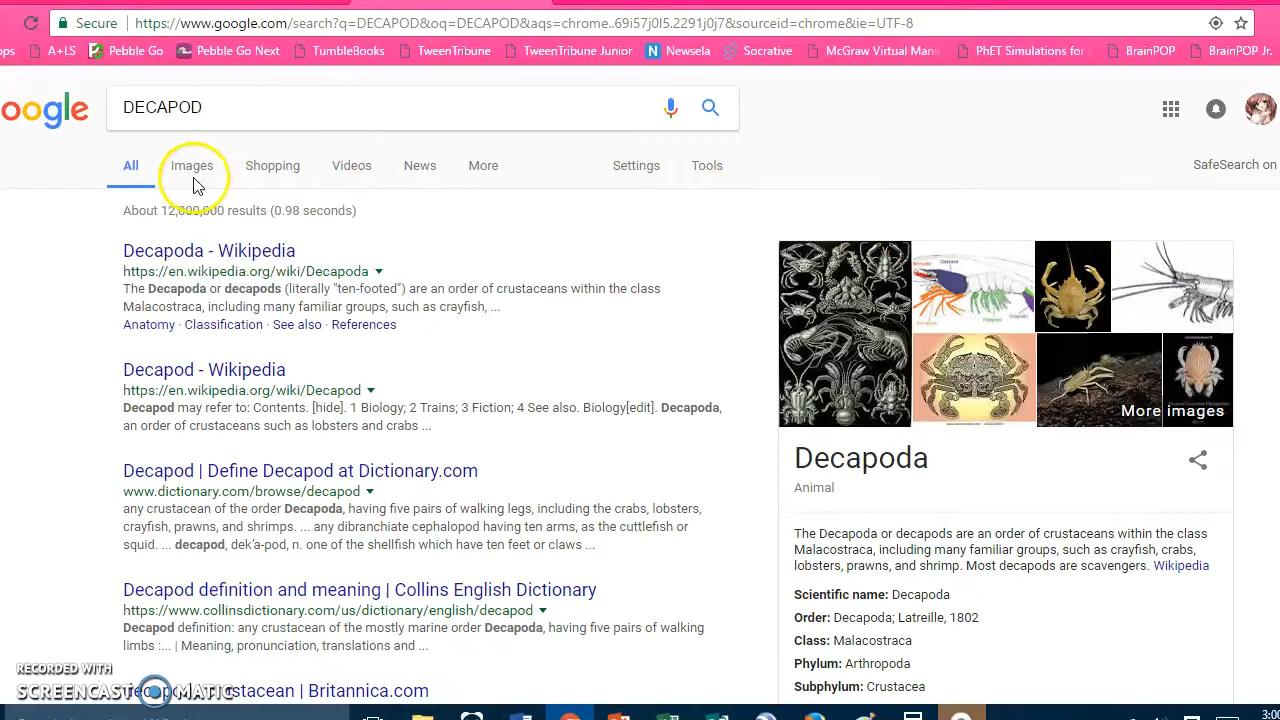 Secure https://www.google.com/search?q=DECAPOD&oq=DECAPOD&aqs=chrome..69i57j0l5.2291j0j7&sourceid=chrome&ie=UTF-8
ops A+LS Pebble Go Pebble Go Next TumbleBooks TweenTribune TweenTribune Junior Newsela Socrative McGraw Virtual Man PhET Simulations for BrainPOP BrainPOP Jr.
oogle DECAPOD
All Images Shopping Videos News More Settings Tools SafeSearch on
About 12,000,000 results (0.98 seconds)
Decapoda - Wikipedia
https://en.wikipedia.org/wiki/Decapoda
The Decapoda or decapods (literally "ten-footed") are an order of crustaceans within the class
Malacostraca, including many familiar groups, such as crayfish, ...
Anatomy · Classification · See also · References
Decapod - Wikipedia
https://en.wikipedia.org/wiki/Decapod
Decapod may refer to: Contents. [hide]. 1 Biology; 2 Trains; 3 Fiction; 4 See also. Biology[edit]. Decapoda,
an order of crustaceans such as lobsters and crabs ...
Decapod | Define Decapod at Dictionary.com
www.dictionary.com/browse/decapod
any crustacean of the order Decapoda, having five pairs of walking legs, including the crabs, lobsters,
crayfish, prawns, and shrimps. ... any dibranchiate cephalopod having ten arms, as the cuttlefish or
squid. ... decapod, dek'a-pod, n. one of the shellfish which have ten feet or claws ...
Decapod definition and meaning | Collins English Dictionary
https://www.collinsdictionary.com/us/dictionary/english/decapod
Decapod definition: any crustacean of the mostly marine order Decapoda, having five pairs of walking
limbs :... | Meaning, pronunciation, translations and ...
| Britannica.com
More images
Decapoda
Animal
The Decapoda or decapods are an order of crustaceans within the class
Malacostraca, including many familiar groups, such as crayfish, crabs,
lobsters, prawns, and shrimp. Most decapods are scavengers. Wikipedia
Scientific name: Decapoda
Order: Decapoda; Latreille, 1802
Class: Malacostraca
Phylum: Arthropoda
Subphylum: Crustacea
RECORDED WITH
SCREENCAST MATIC
3:00